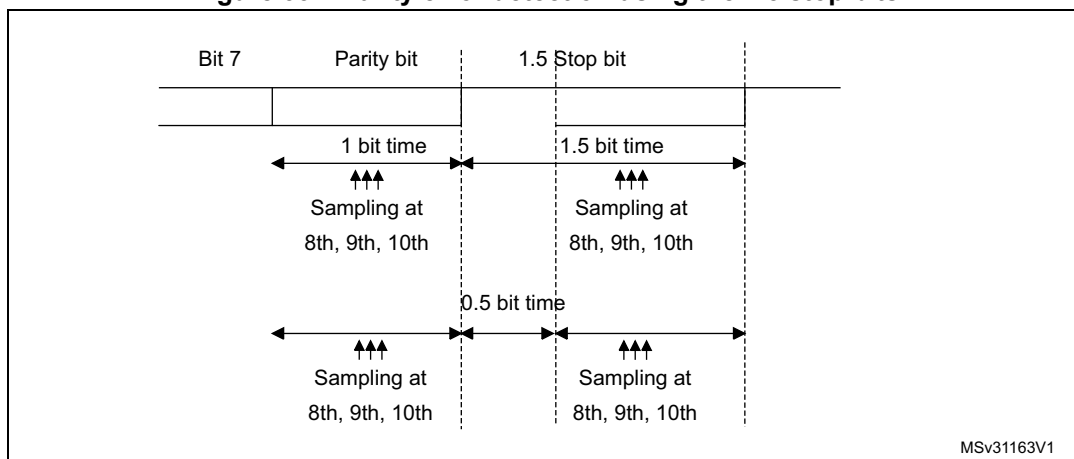 Bit 7 Parity bit 1.5 Stop bit
1 bit time 1.5 bit time
Sampling at Sampling at
8th, 9th, 10th 8th, 9th, 10th
0.5 bit time
Sampling at Sampling at
8th, 9th, 10th 8th, 9th, 10th
MSv31163V1